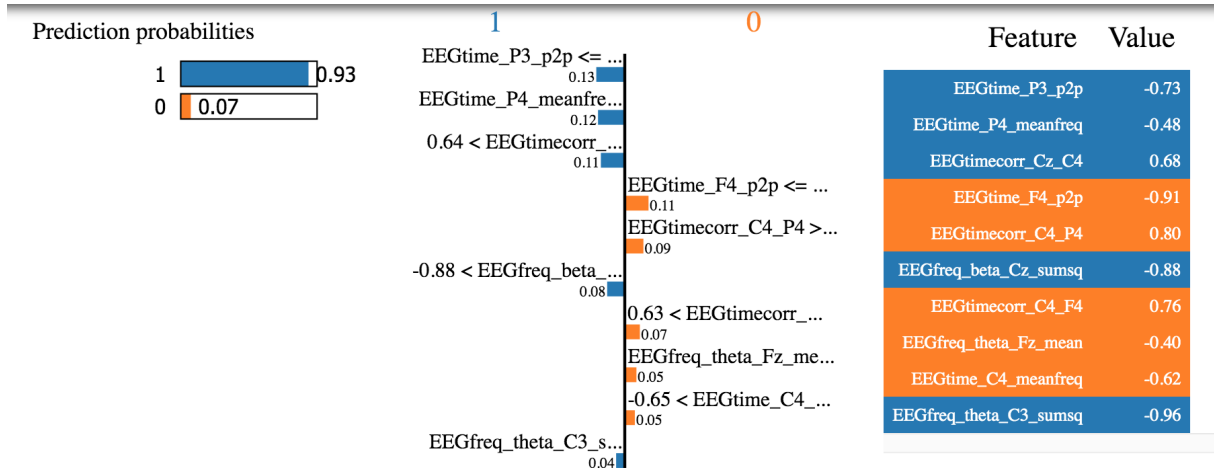 Prediction probabilities
1 0.93
0 0.07
1 0
EEGtime_P3_p2p <= ...
0.13
EEGtime_P4_meanfre...
0.12
0.64 < EEGtimecorr_...
0.11
EEGtime_F4_p2p <= ...
0.11
EEGtimecorr_C4_P4 >...
0.09
-0.88 < EEGfreq_beta_...
0.08
0.63 < EEGtimecorr_...
0.07
EEGfreq_theta_Fz_me...
0.05
-0.65 < EEGtime_C4_...
0.05
EEGfreq_theta_C3_s...
0.04
Feature Value
EEGtime_P3_p2p -0.73
EEGtime_P4_meanfreq -0.48
EEGtimecorr_Cz_C4 0.68
EEGtime_F4_p2p -0.91
EEGtimecorr_C4_P4 0.80
EEGfreq_beta_Cz_sumsq -0.88
EEGtimecorr_C4_F4 0.76
EEGfreq_theta_Fz_mean -0.40
EEGtime_C4_meanfreq -0.62
EEGfreq_theta_C3_sumsq -0.96